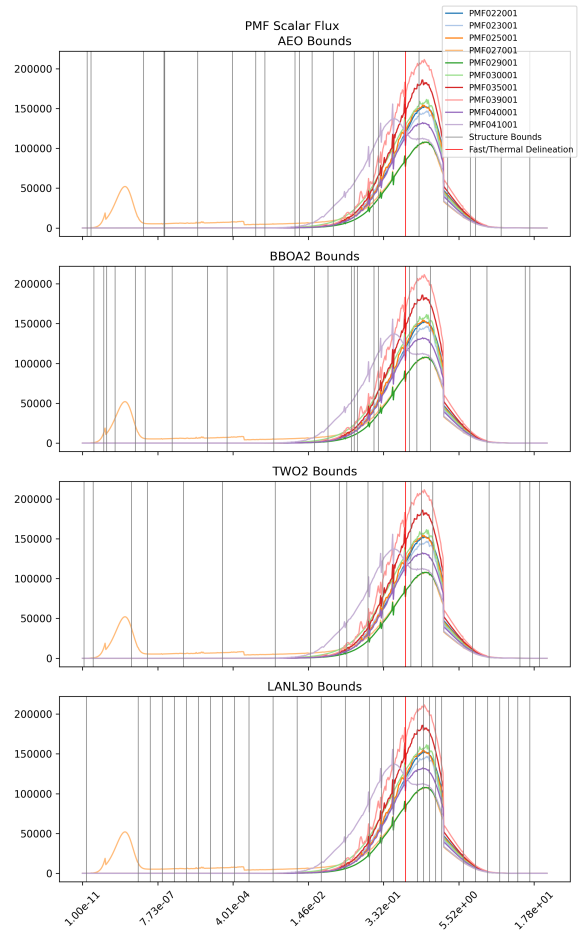 PMF Scalar Flux
AEO Bounds
PMF022001
PMF023001
PMF025001
PMF027001
PMF029001
PMF030001
PMF035001
PMF039001
PMF040001
PMF041001
Structure Bounds
Fast/Thermal Delineation
200000
150000
100000
50000
0
BBOA2 Bounds
200000
150000
100000
50000
0
TWO2 Bounds
200000
150000
100000
50000
0
LANL30 Bounds
200000
150000
100000
50000
0
1.00e-11
7.73e-07
4.01e-04
1.46e-02
3.32e-01
5.52e+00
1.78e+01